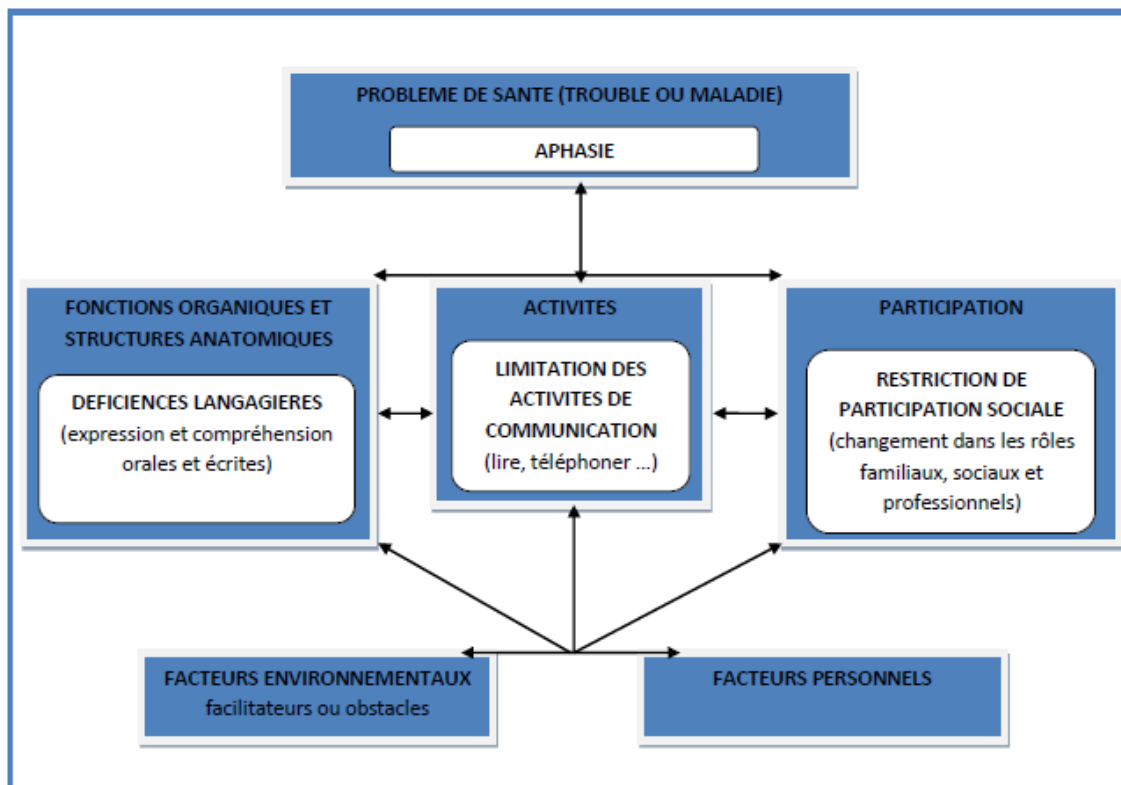 PROBLEME DE SANTE (TROUBLE OU MALADIE)
APHASIE
FONCTIONS ORGANIQUES ET
STRUCTURES ANATOMIQUES
DEFICIENCES LANGAGIERES
(expression et compréhension
orales et écrites)
ACTIVITES
LIMITATION DES
ACTIVITES DE
COMMUNICATION
(lire, téléphoner ...)
PARTICIPATION
RESTRICTION DE
PARTICIPATION SOCIALE
(changement dans les rôles
familiaux, sociaux et
professionnels)
FACTEURS ENVIRONNEMENTAUX
facilitateurs ou obstacles
FACTEURS PERSONNELS